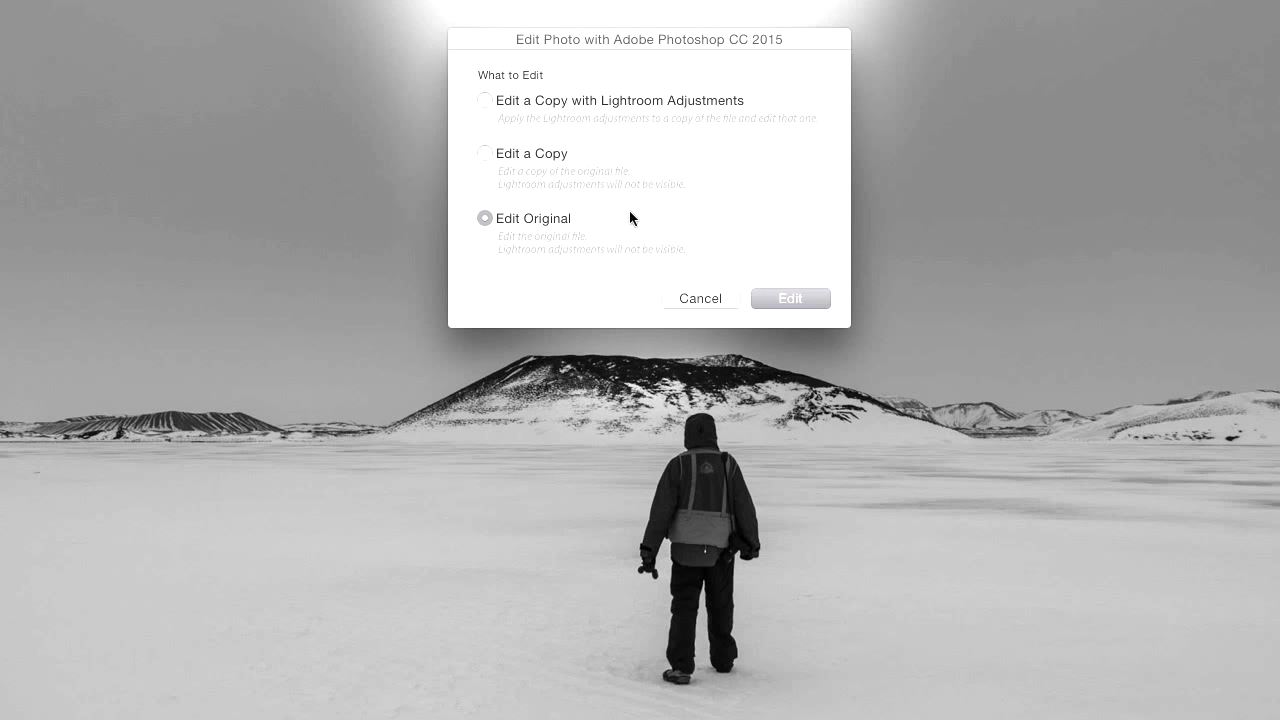 Edit Photo with Adobe Photoshop CC 2015
What to Edit
Edit a Copy with Lightroom Adjustments
Apply the Lightroom adjustments to a copy of the file and edit that one.
Edit a Copy
Edit a copy of the original file.
Lightroom adjustments will not be visible.
Edit Original
Edit the original file.
Lightroom adjustments will not be visible.
Cancel Edit